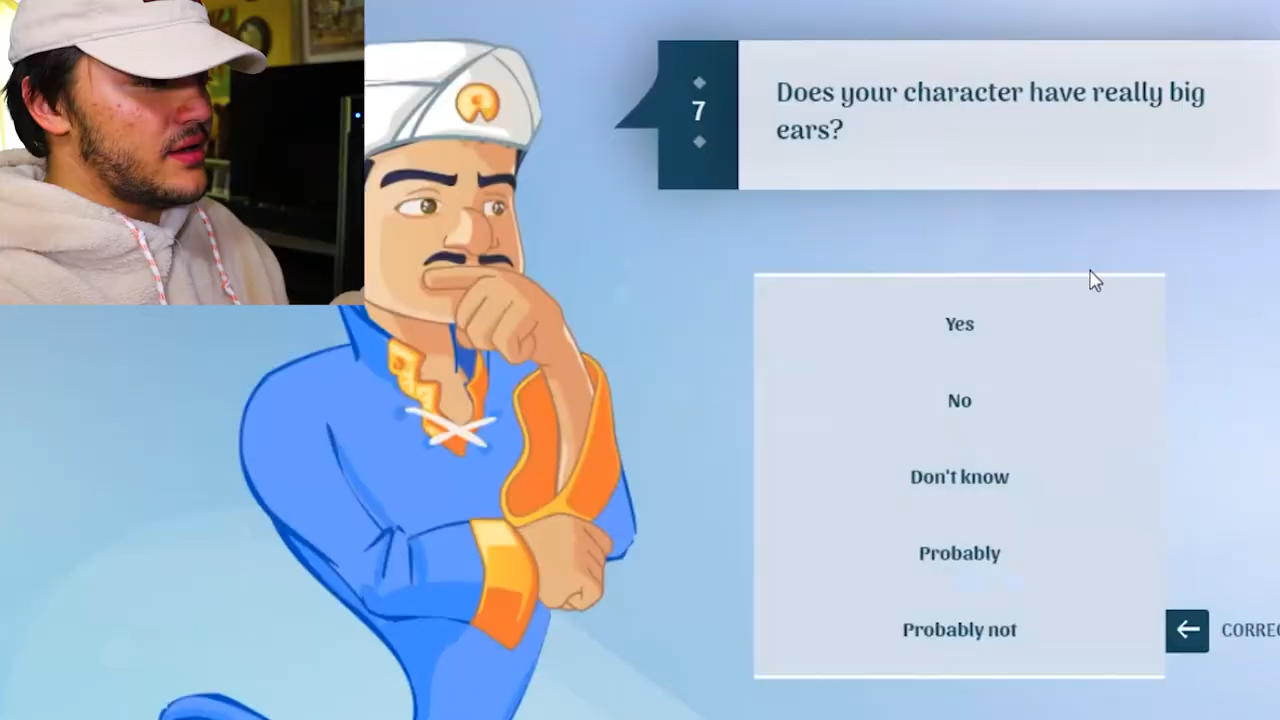 7
Does your character have really big
ears?
Yes
No
Don't know
Probably
Probably not
CORREC